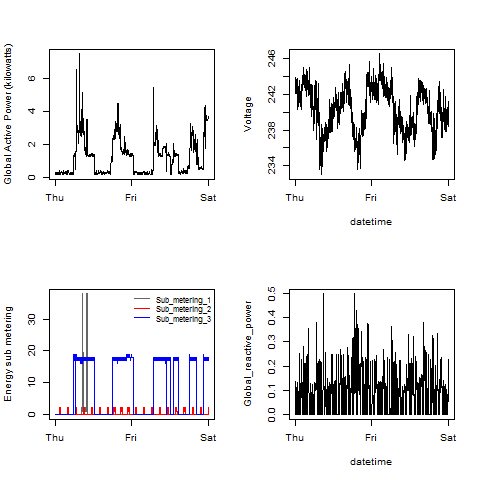 Global Active Power (kilowatts)
0 2 4 6
Thu Fri Sat
Voltage
234 238 242 246
Thu Fri Sat
datetime
Energy sub metering
0 10 20 30
Sub_metering_1
Sub_metering_2
Sub_metering_3
Thu Fri Sat
Global_reactive_power
0.0 0.1 0.2 0.3 0.4 0.5
Thu Fri Sat
datetime